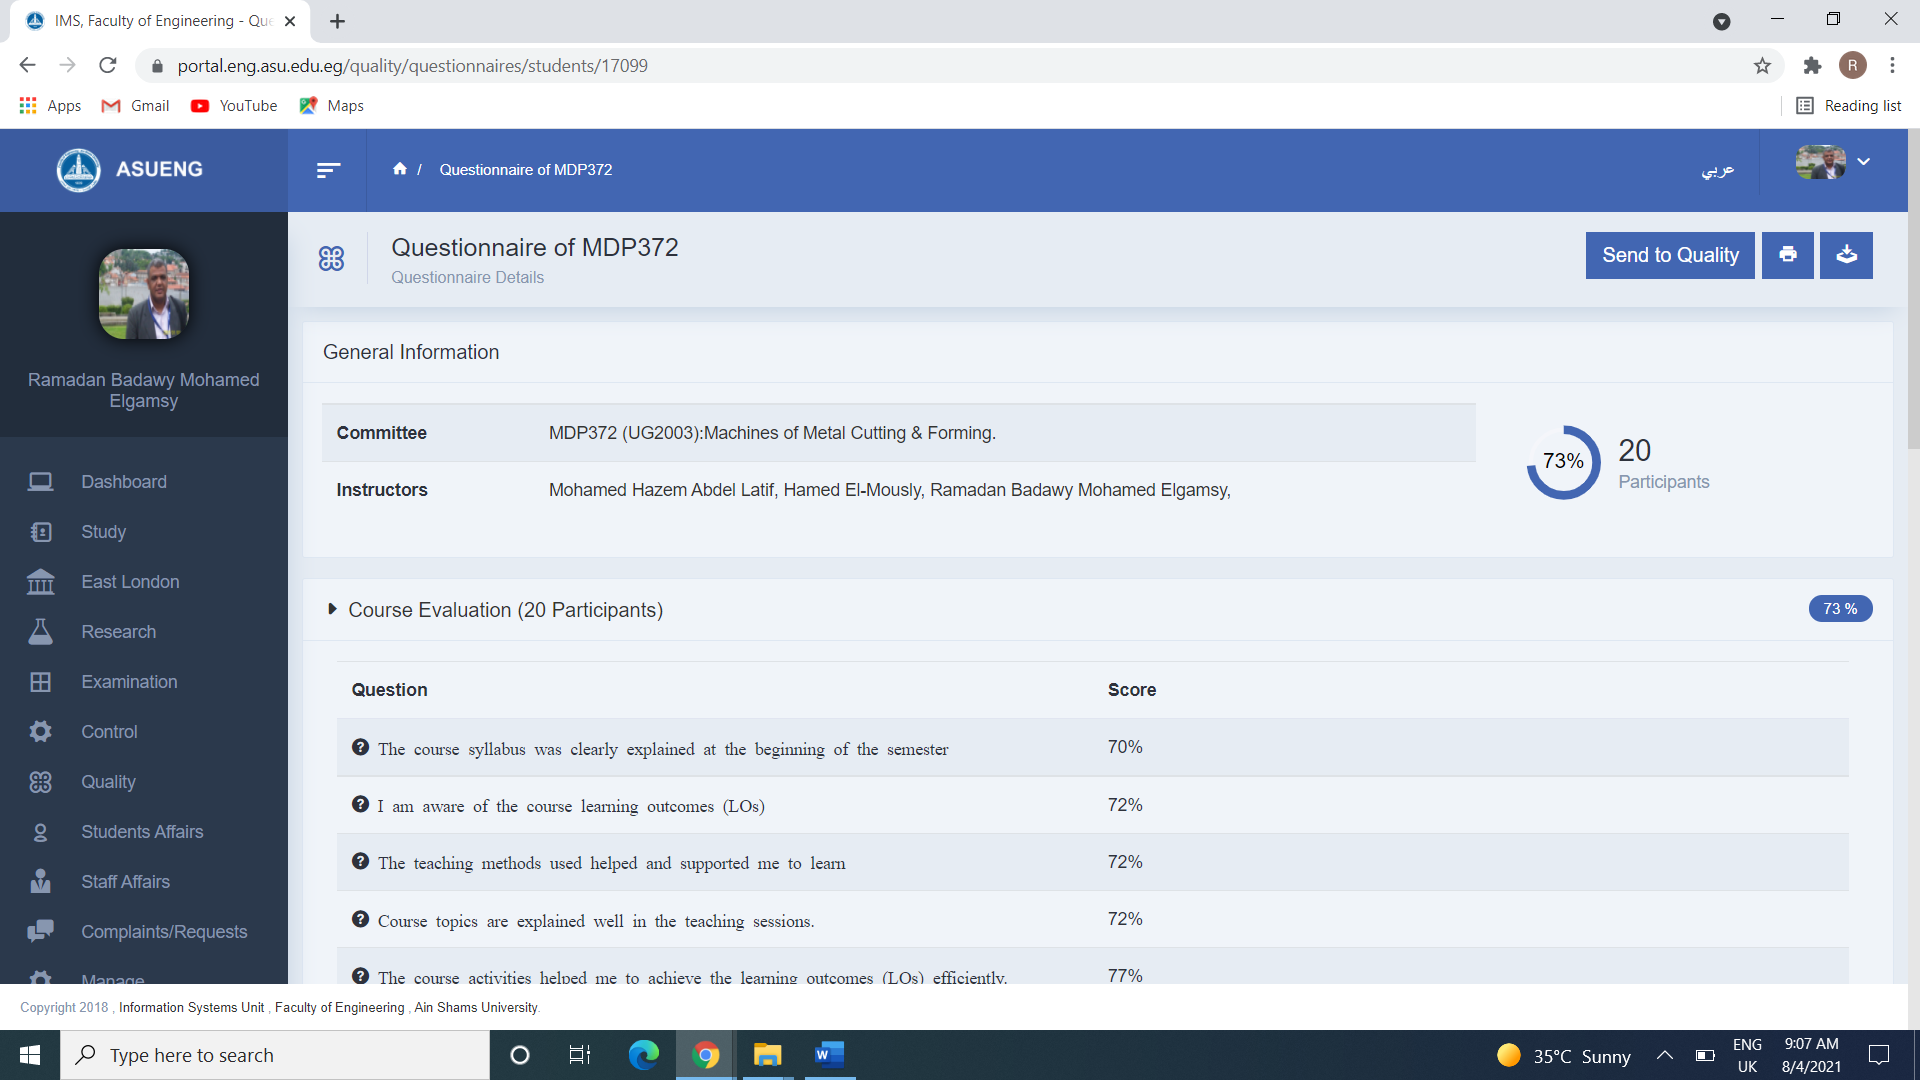 IMS, Faculty of Engineering - Que
portal.eng.asu.edu.eg/quality/questionnaires/students/17099
R
Apps Gmail YouTube Maps Reading list
ASUENG
/ Questionnaire of MDP372
عربي
Questionnaire of MDP372
Questionnaire Details
Send to Quality
Ramadan Badawy Mohamed
Elgamsy
Dashboard
Study
East London
Research
Examination
Control
Quality
Students Affairs
Staff Affairs
Complaints/Requests
Manage
General Information
Committee MDP372 (UG2003):Machines of Metal Cutting & Forming.
Instructors Mohamed Hazem Abdel Latif, Hamed El-Mously, Ramadan Badawy Mohamed Elgamsy,
73%
20
Participants
Course Evaluation (20 Participants) 73 %
Question Score
The course syllabus was clearly explained at the beginning of the semester 70%
I am aware of the course learning outcomes (LOs) 72%
The teaching methods used helped and supported me to learn 72%
Course topics are explained well in the teaching sessions. 72%
The course activities helped me to achieve the learning outcomes (LOs) efficiently. 77%
Copyright 2018 , Information Systems Unit , Faculty of Engineering , Ain Shams University.
Type here to search
35°C Sunny
ENG
UK
9:07 AM
8/4/2021